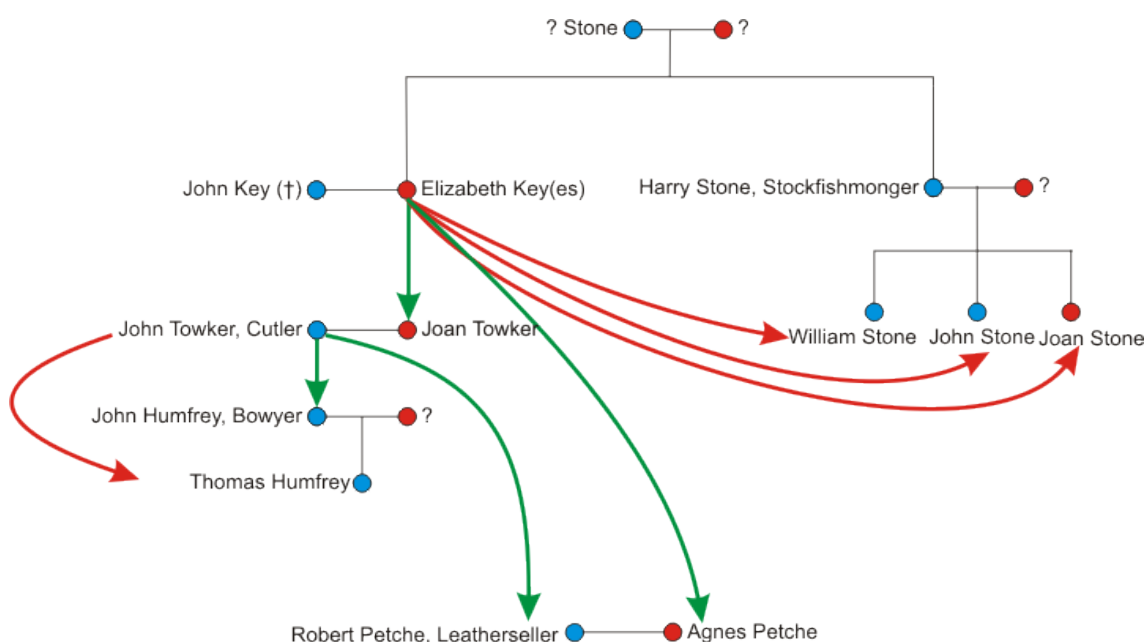 ? Stone ?
John Key (†) Elizabeth Key(es) Harry Stone, Stockfishmonger ?
John Towker, Cutler Joan Towker William Stone John Stone Joan Stone
John Humfrey, Bowyer ?
Thomas Humfrey
Robert Petche, Leatherseller Agnes Petche